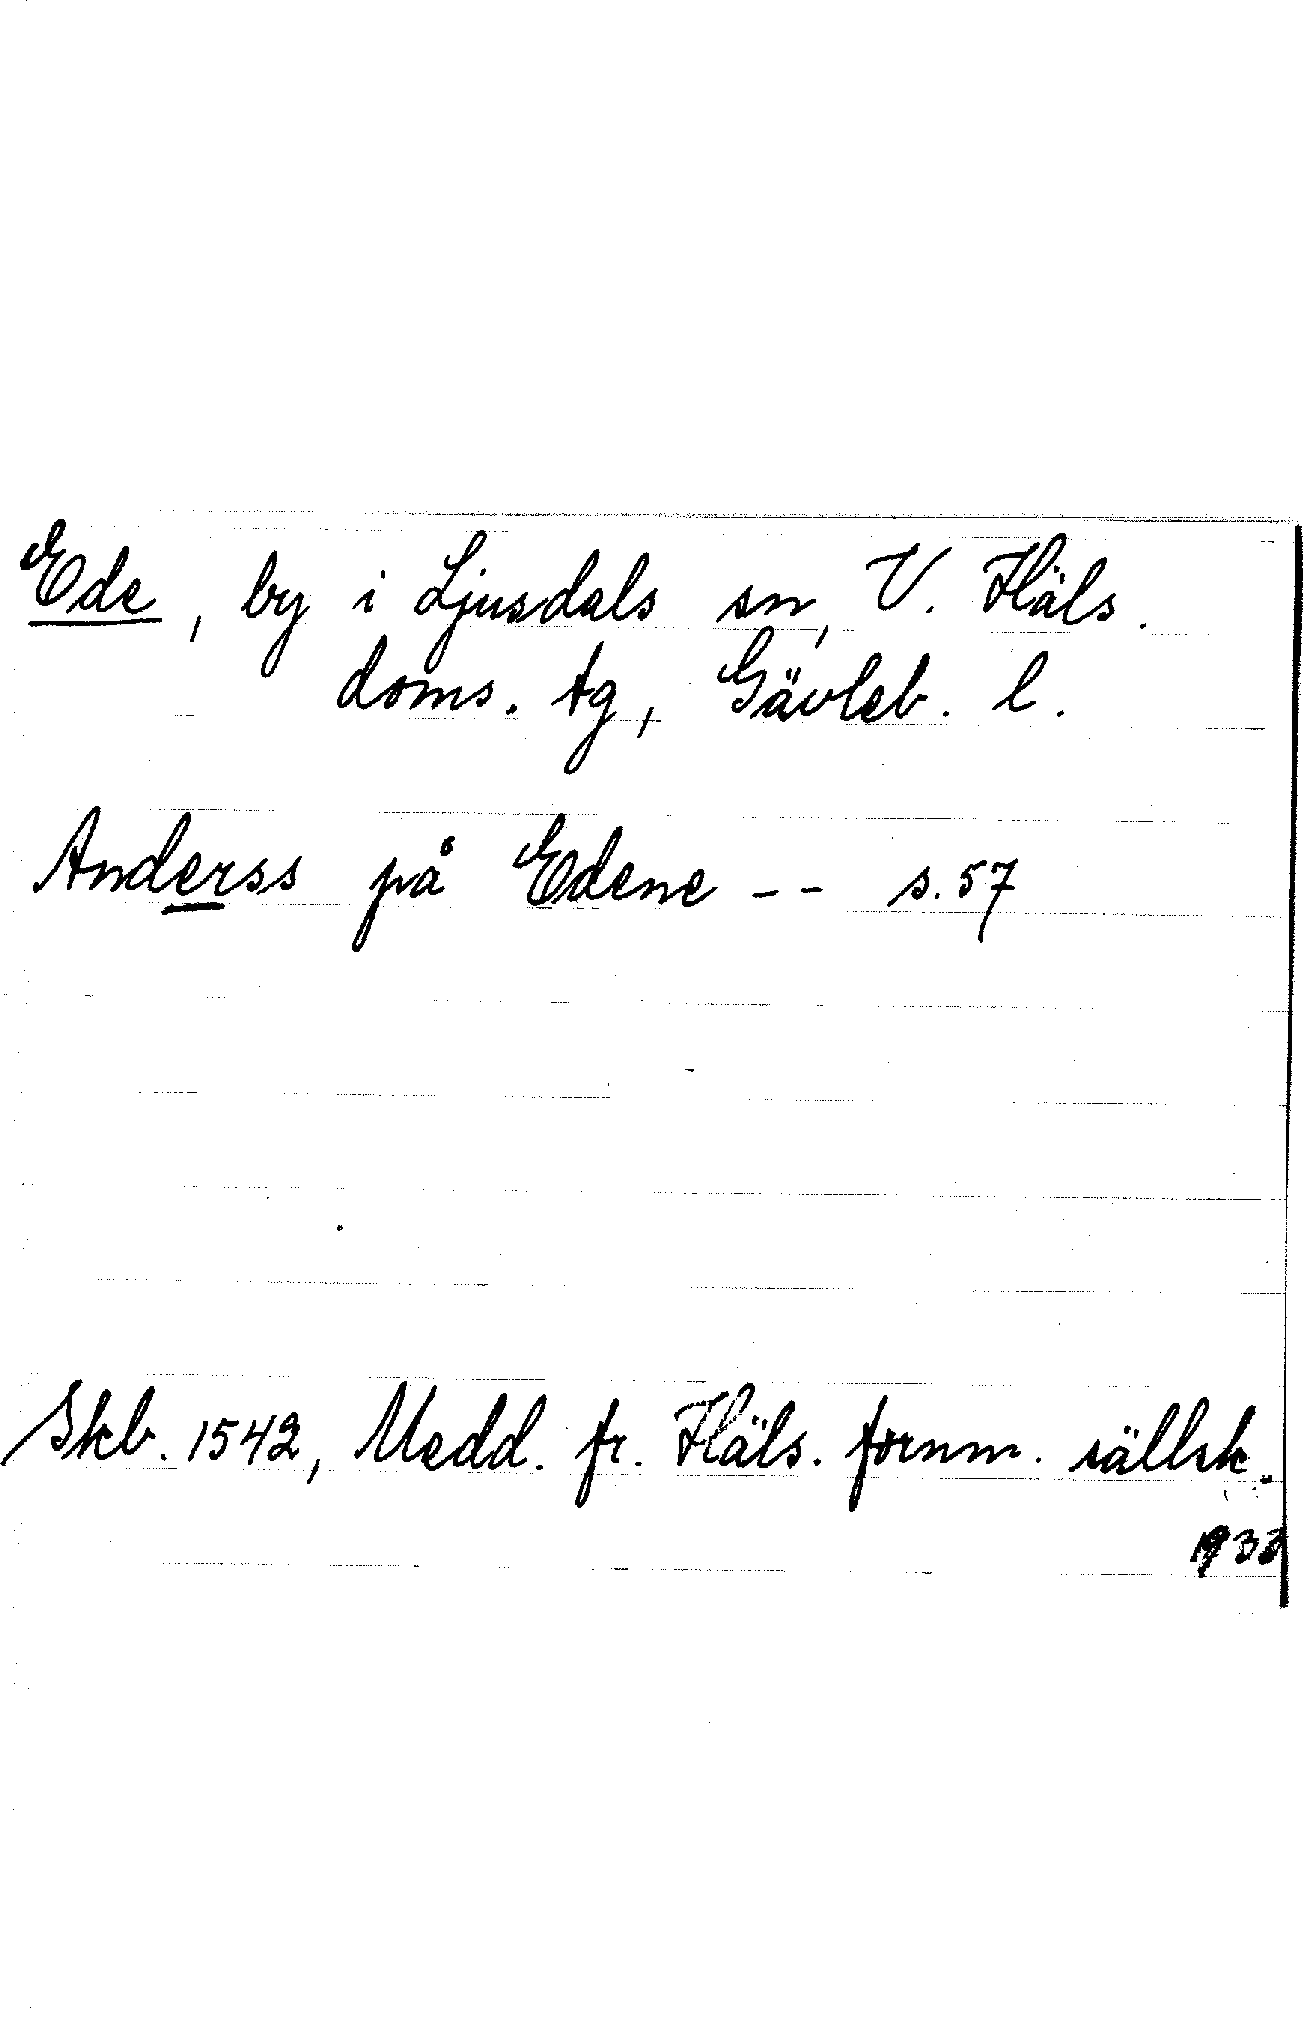 Ede, by i Ljusdals sn, V. Häls.
doms. tg, Gävleb. l.
Anderss på Edene -- s. 57
Skb. 1542, Medd. fr. Häls. fornm. sällsk.
1933